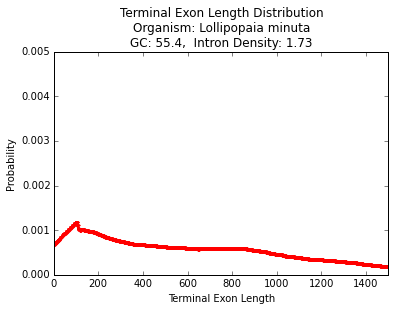 Terminal Exon Length Distribution
Organism: Lollipopaia minuta
GC: 55.4,  Intron Density: 1.73
0.005
0.004
0.003
0.002
0.001
0.000
Probability
0 200 400 600 800 1000 1200 1400
Terminal Exon Length